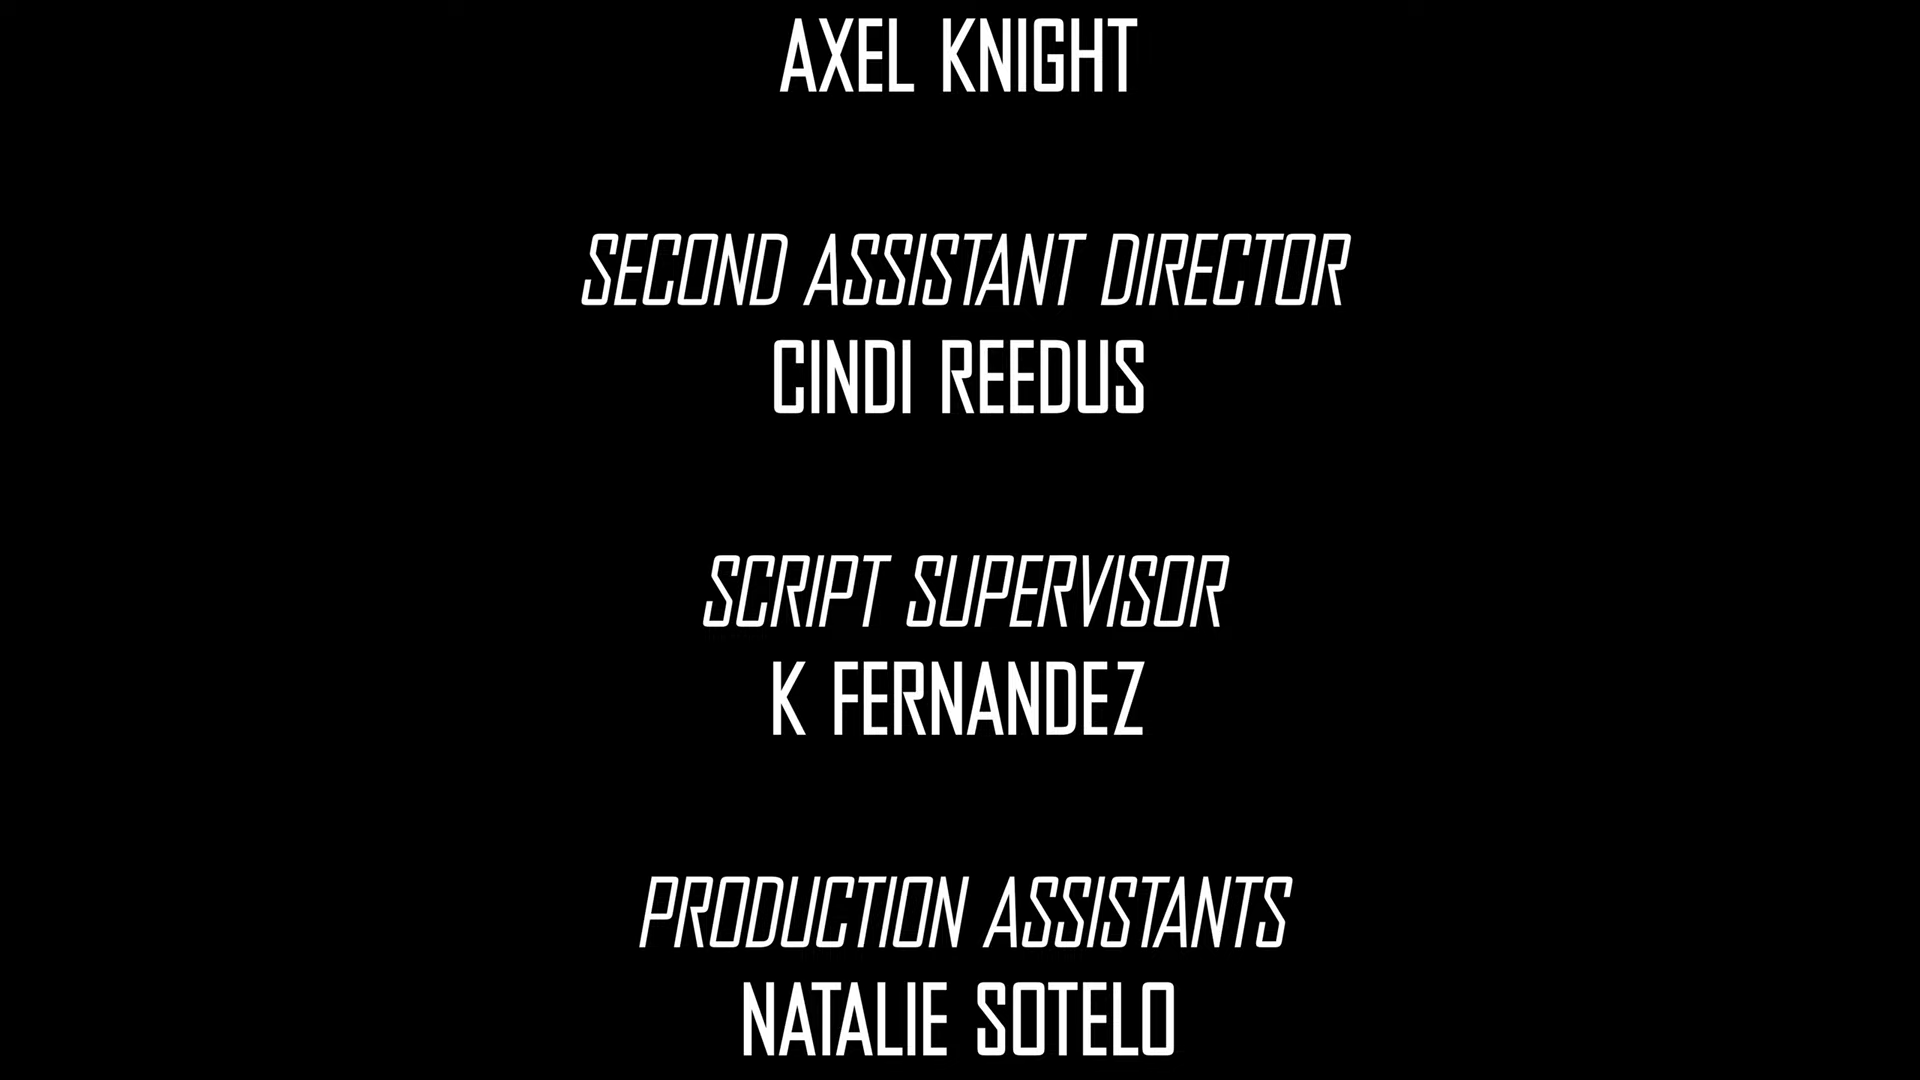 AXEL KNIGHT
SECOND ASSISTANT DIRECTOR
CINDI REEDUS
SCRIPT SUPERVISOR
K FERNANDEZ
PRODUCTION ASSISTANTS
NATALIE SOTELO